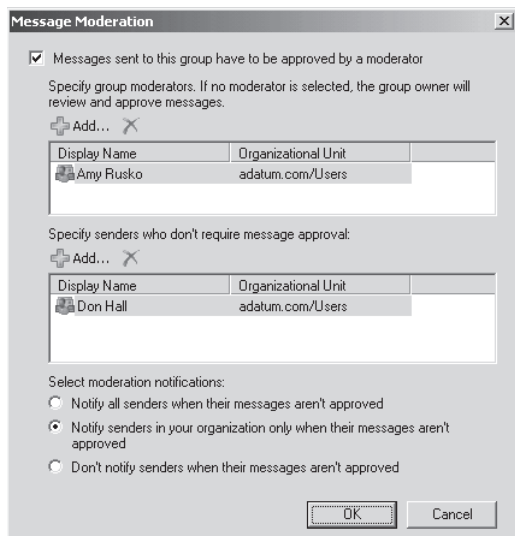 Message Moderation
Messages sent to this group have to be approved by a moderator
Specify group moderators. If no moderator is selected, the group owner will
review and approve messages.
Add...
Display Name Organizational Unit
Amy Rusko adatum.com/Users
Specify senders who don't require message approval:
Add...
Display Name Organizational Unit
Don Hall adatum.com/Users
Select moderation notifications:
Notify all senders when their messages aren't approved
Notify senders in your organization only when their messages aren't
approved
Don't notify senders when their messages aren't approved
OK Cancel